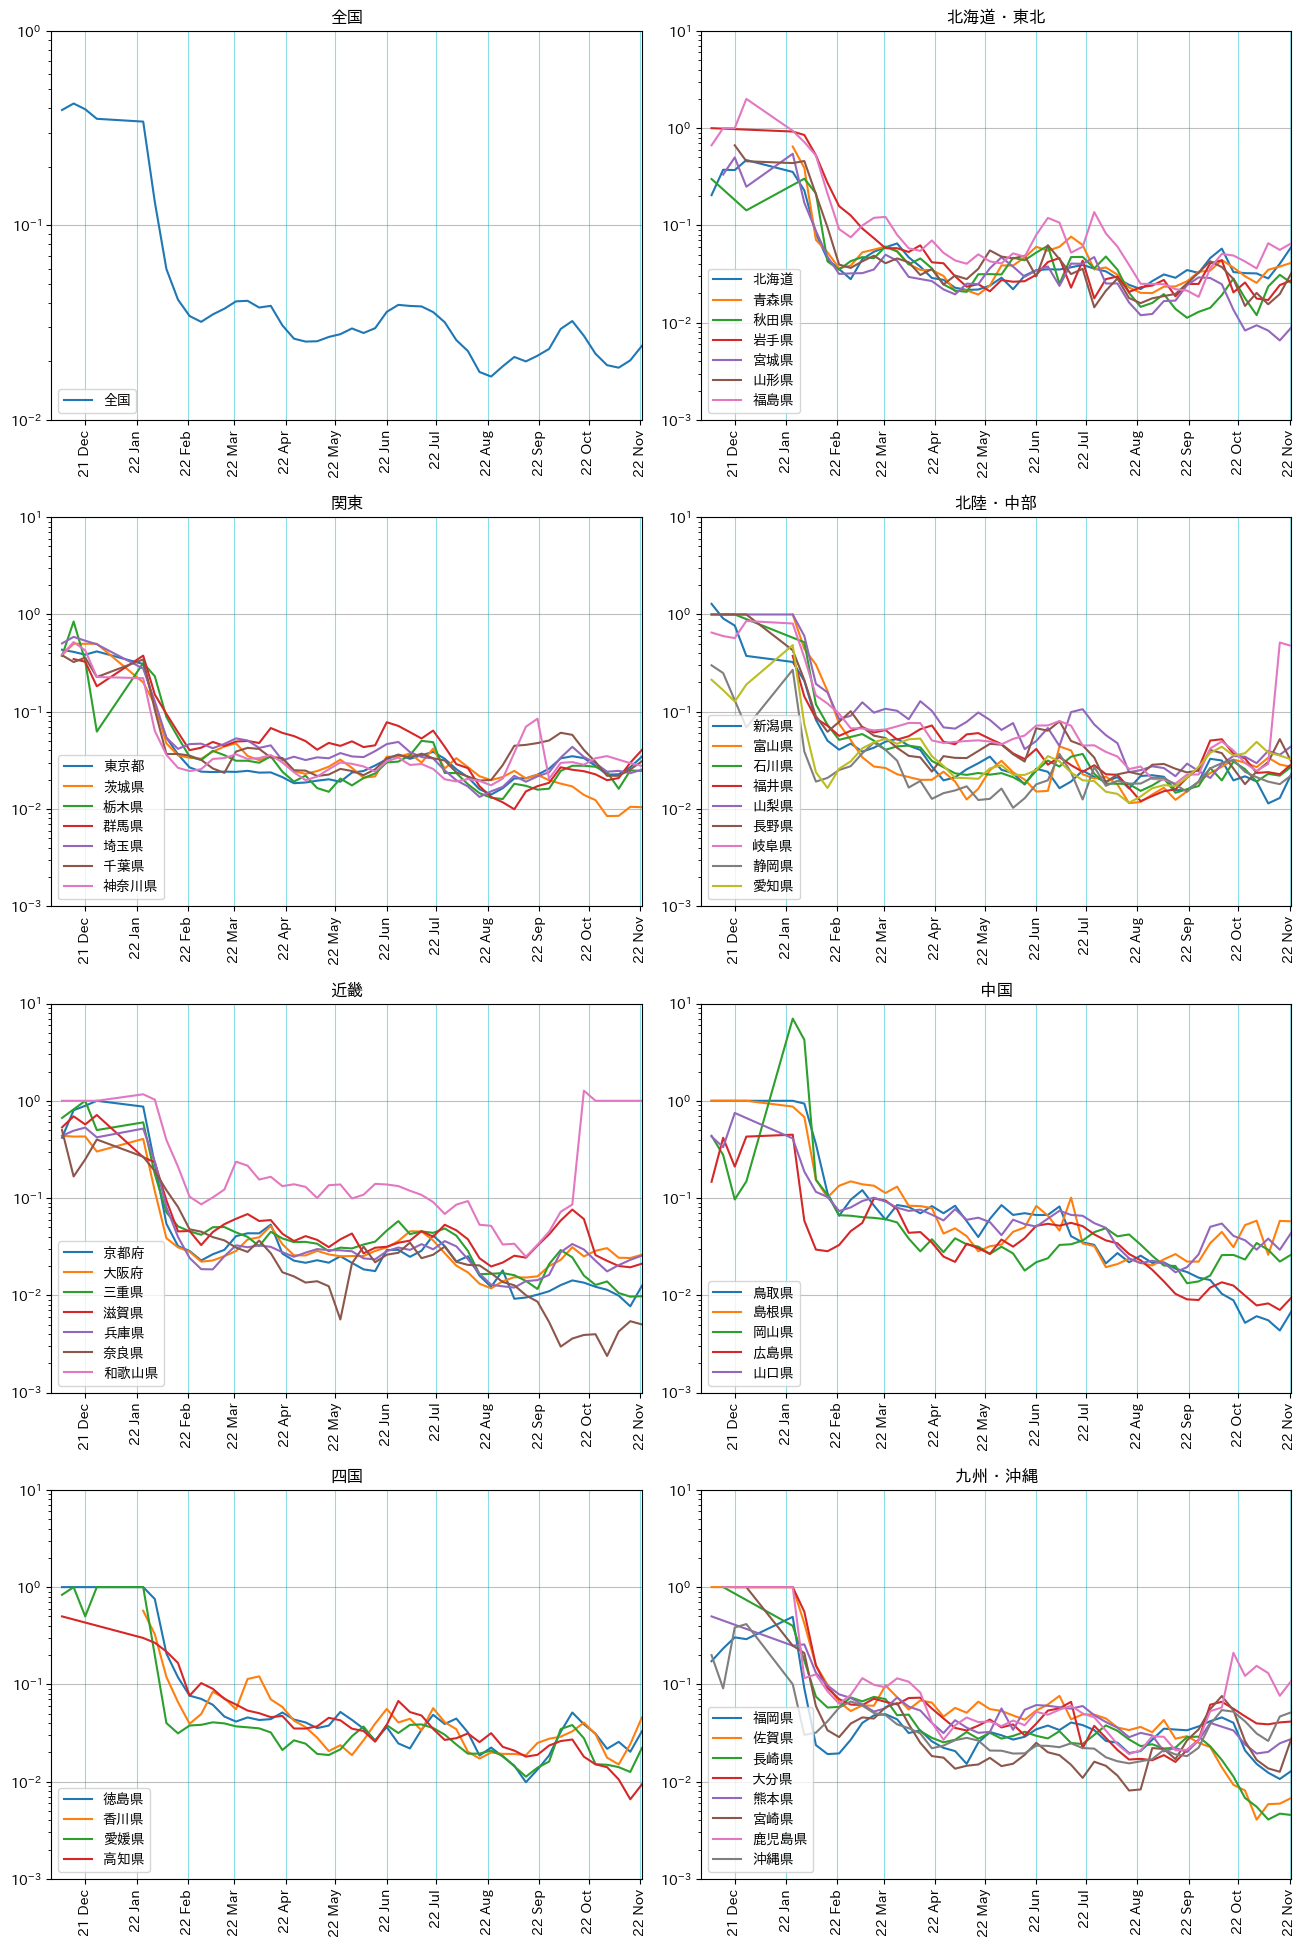 全国
10⁰
10⁻¹
10⁻²
全国
21 Dec
22 Jan
22 Feb
22 Mar
22 Apr
22 May
22 Jun
22 Jul
22 Aug
22 Sep
22 Oct
22 Nov
北海道・東北
10¹
10⁰
10⁻¹
10⁻²
10⁻³
北海道
青森県
秋田県
岩手県
宮城県
山形県
福島県
21 Dec
22 Jan
22 Feb
22 Mar
22 Apr
22 May
22 Jun
22 Jul
22 Aug
22 Sep
22 Oct
22 Nov
関東
10¹
10⁰
10⁻¹
10⁻²
10⁻³
東京都
茨城県
栃木県
群馬県
埼玉県
千葉県
神奈川県
21 Dec
22 Jan
22 Feb
22 Mar
22 Apr
22 May
22 Jun
22 Jul
22 Aug
22 Sep
22 Oct
22 Nov
北陸・中部
10¹
10⁰
10⁻¹
10⁻²
10⁻³
新潟県
富山県
石川県
福井県
山梨県
長野県
岐阜県
静岡県
愛知県
21 Dec
22 Jan
22 Feb
22 Mar
22 Apr
22 May
22 Jun
22 Jul
22 Aug
22 Sep
22 Oct
22 Nov
近畿
10¹
10⁰
10⁻¹
10⁻²
10⁻³
京都府
大阪府
三重県
滋賀県
兵庫県
奈良県
和歌山県
21 Dec
22 Jan
22 Feb
22 Mar
22 Apr
22 May
22 Jun
22 Jul
22 Aug
22 Sep
22 Oct
22 Nov
中国
10¹
10⁰
10⁻¹
10⁻²
10⁻³
鳥取県
島根県
岡山県
広島県
山口県
21 Dec
22 Jan
22 Feb
22 Mar
22 Apr
22 May
22 Jun
22 Jul
22 Aug
22 Sep
22 Oct
22 Nov
四国
10¹
10⁰
10⁻¹
10⁻²
10⁻³
徳島県
香川県
愛媛県
高知県
21 Dec
22 Jan
22 Feb
22 Mar
22 Apr
22 May
22 Jun
22 Jul
22 Aug
22 Sep
22 Oct
22 Nov
九州・沖縄
10¹
10⁰
10⁻¹
10⁻²
10⁻³
福岡県
佐賀県
長崎県
大分県
熊本県
宮崎県
鹿児島県
沖縄県
21 Dec
22 Jan
22 Feb
22 Mar
22 Apr
22 May
22 Jun
22 Jul
22 Aug
22 Sep
22 Oct
22 Nov